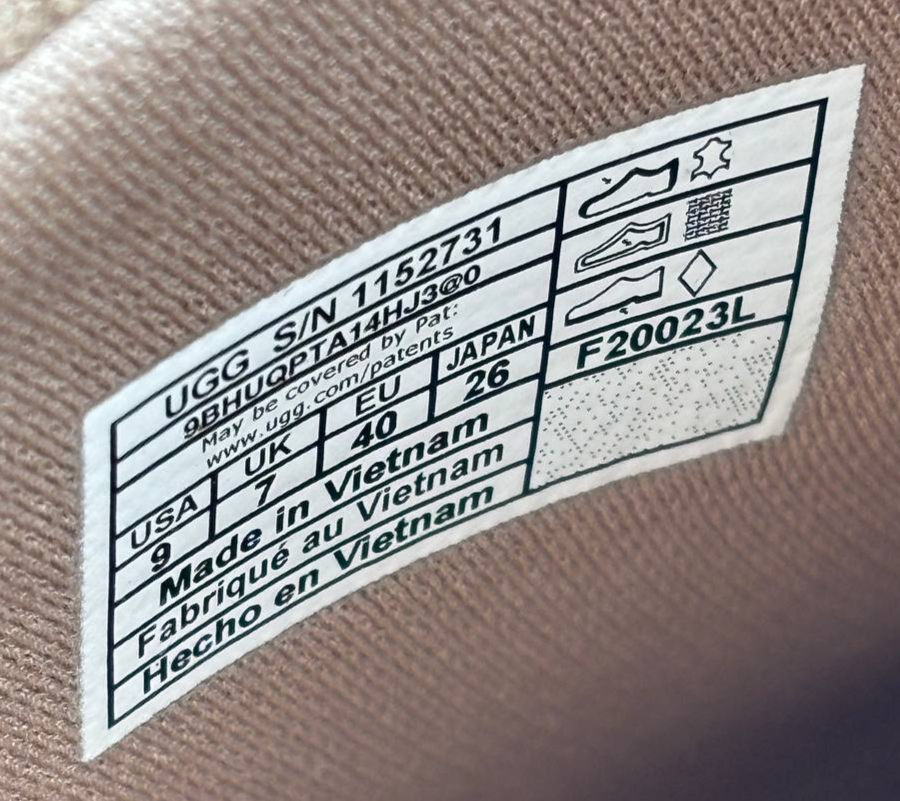 UGG S/N 1152731
9BHUQPTA14HJ3@0
May be covered by Pat:
www.ugg.com/patents
USA UK EU JAPAN
9 7 40 26
Made in Vietnam
Fabriqué au Vietnam
Hecho en Vietnam
F20023L